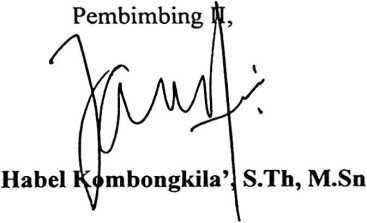 Pembimbing II,
Habel Kombongkila', S.Th, M.Sn